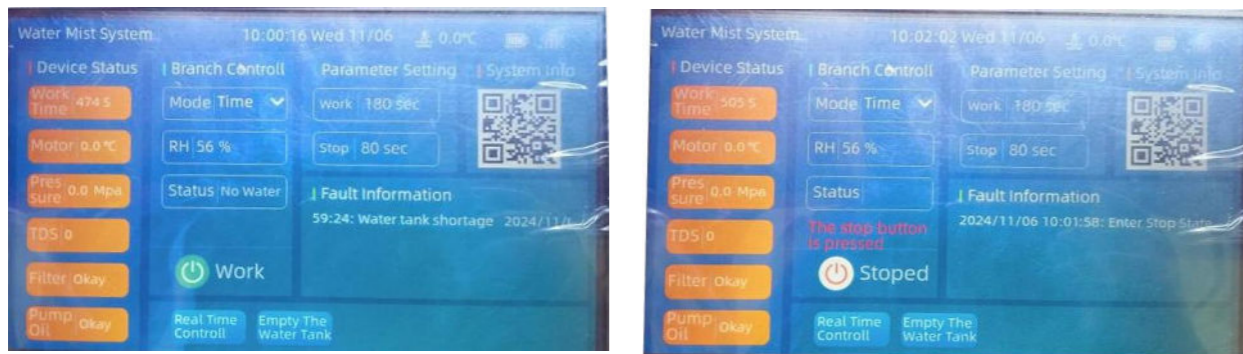 Water Mist System
10:00:16 Wed 11/06 0.0℃
Device Status
Work Time 474 S
Motor 0.0 ℃
Pres sure 0.0 Mpa
TDS 0
Filter Okay
Pump Oil Okay
Branch Controll
Mode Time
RH 56 %
Status No Water
Work
Real Time Controll
Empty The Water Tank
Parameter Setting
Work 180 sec
Stop 80 sec
System Info
Fault Information
59:24: Water tank shortage 2024/11/
Water Mist System
10:02:02 Wed 11/06 0.0℃
Device Status
Work Time 505 S
Motor 0.0 ℃
Pres sure 0.0 Mpa
TDS 0
Filter Okay
Pump Oil Okay
Branch Controll
Mode Time
RH 56 %
Status
The stop button
is pressed
Stoped
Real Time Controll
Empty The Water Tank
Parameter Setting
Work 180 sec
Stop 80 sec
System Info
Fault Information
2024/11/06 10:01:58: Enter Stop State